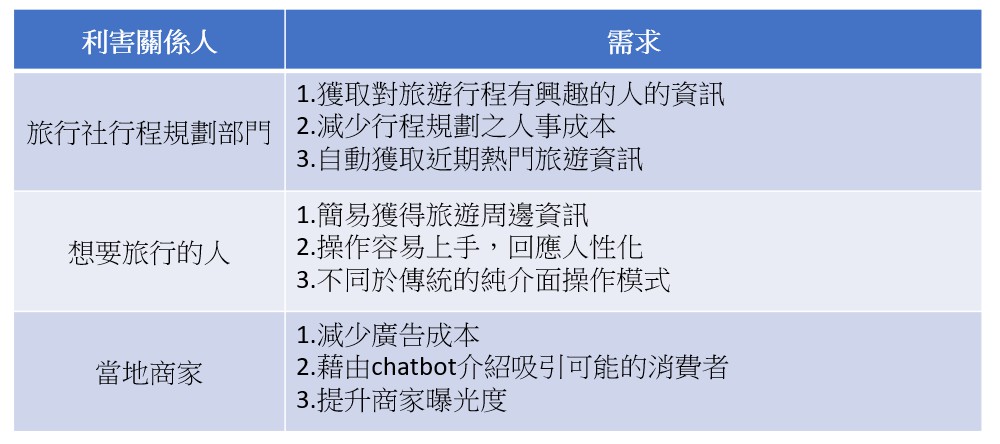 利害關係人
需求
旅行社行程規劃部門
1.獲取對旅遊行程有興趣的人的資訊
2.減少行程規劃之人事成本
3.自動獲取近期熱門旅遊資訊
想要旅行的人
1.簡易獲得旅遊周邊資訊
2.操作容易上手，回應人性化
3.不同於傳統的純介面操作模式
當地商家
1.減少廣告成本
2.藉由chatbot介紹吸引可能的消費者
3.提升商家曝光度